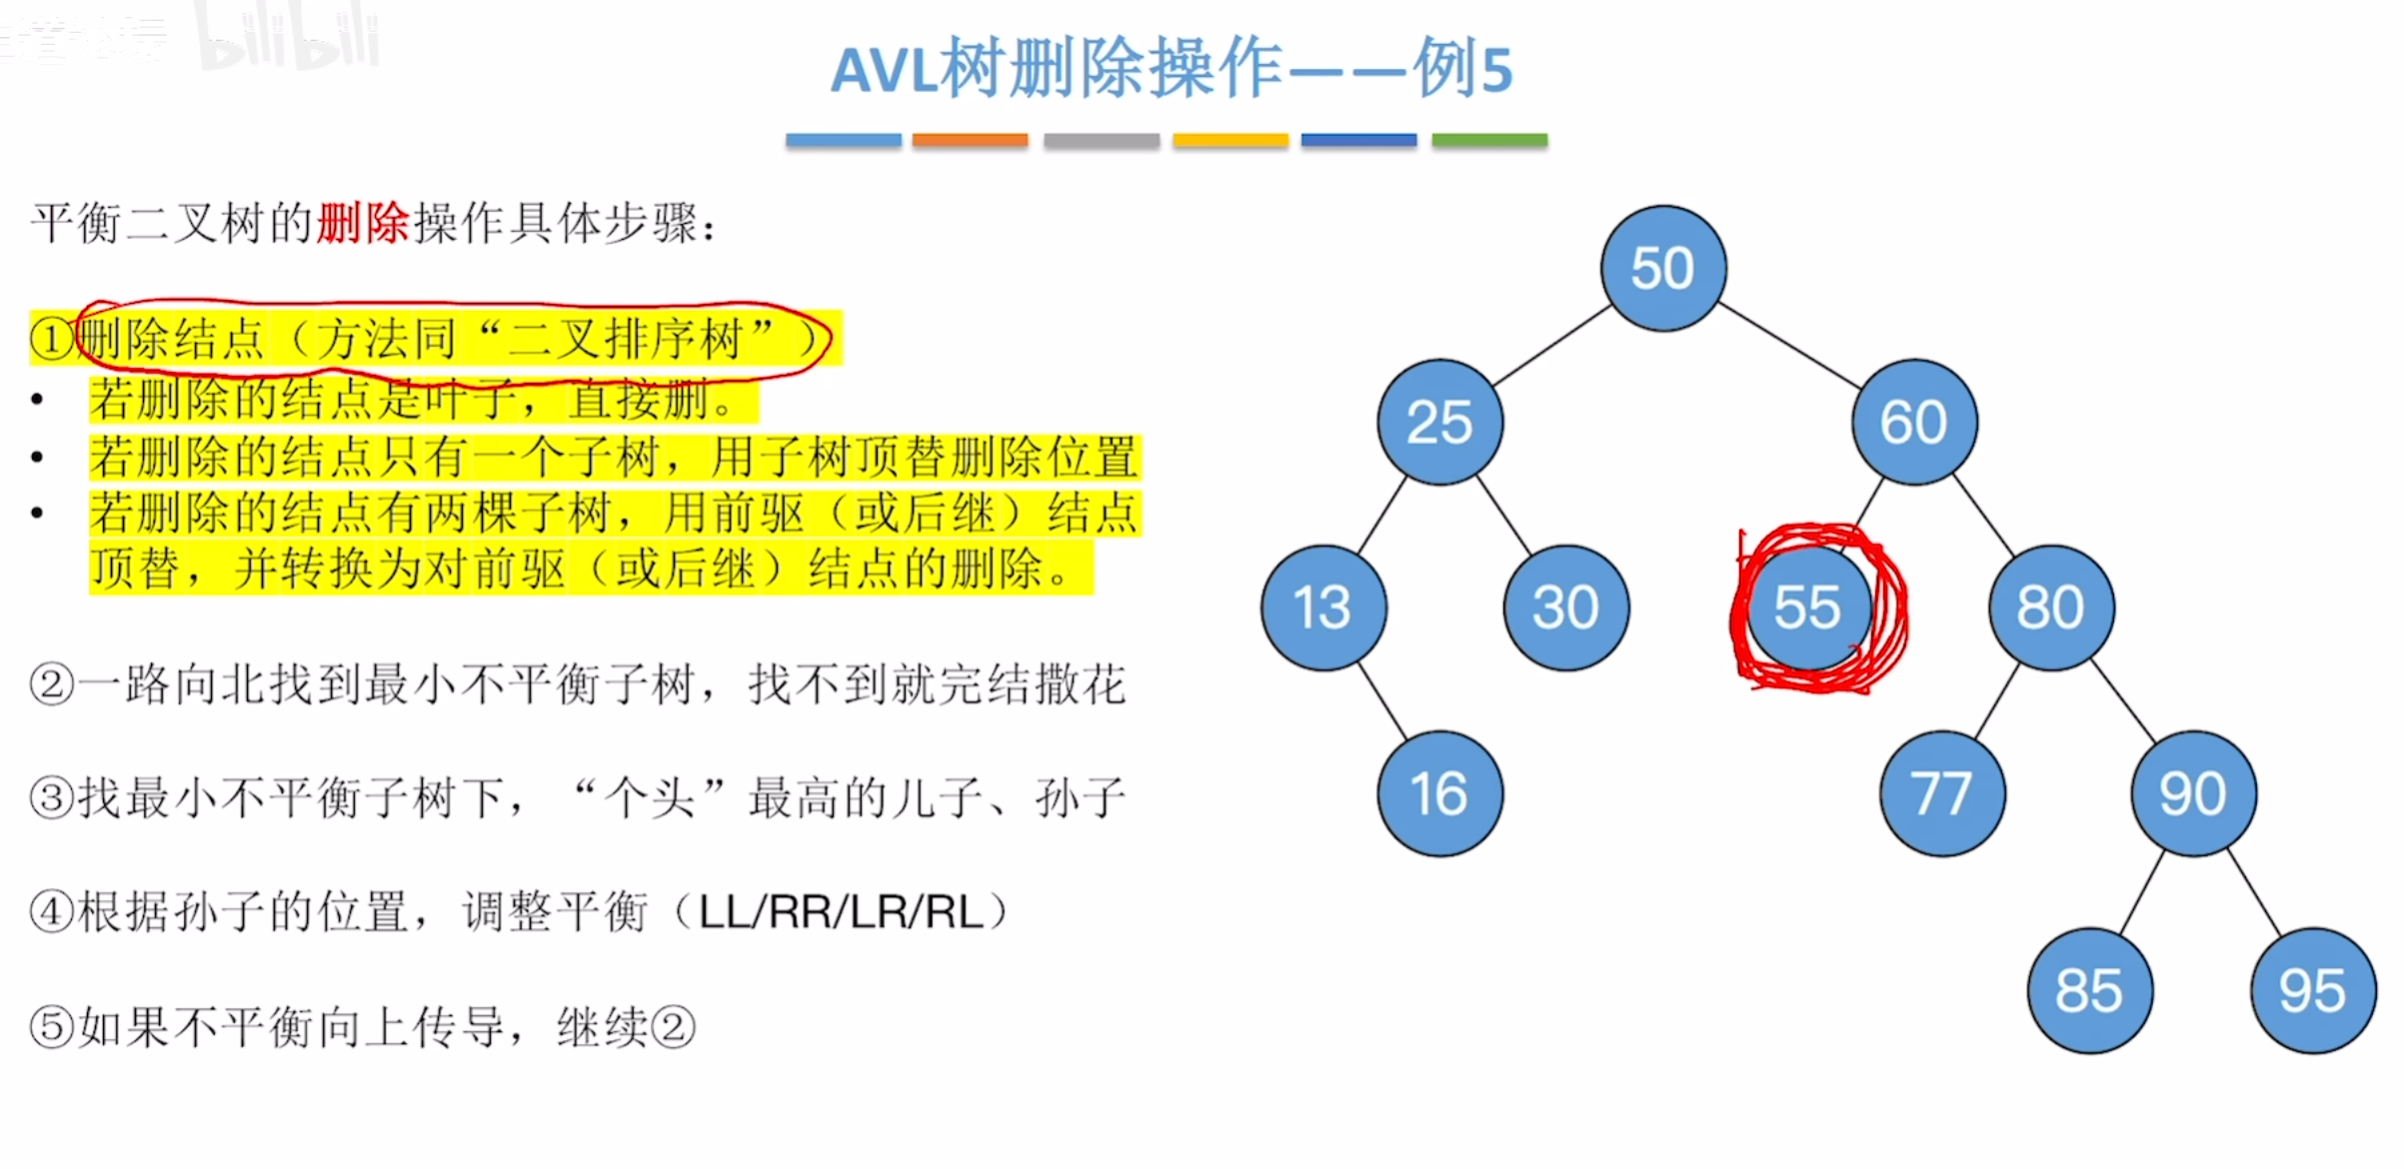 bilibili
AVL树删除操作——例5
平衡二叉树的删除操作具体步骤：
①删除结点（方法同“二叉排序树”）
• 若删除的结点是叶子，直接删。
• 若删除的结点只有一个子树，用子树顶替删除位置
• 若删除的结点有两棵子树，用前驱（或后继）结点
顶替，并转换为对前驱（或后继）结点的删除。
②一路向北找到最小不平衡子树，找不到就完结撒花
③找最小不平衡子树下，“个头”最高的儿子、孙子
④根据孙子的位置，调整平衡（LL/RR/LR/RL）
⑤如果不平衡向上传导，继续②
50
25
60
13
30
55
80
16
77
90
85
95